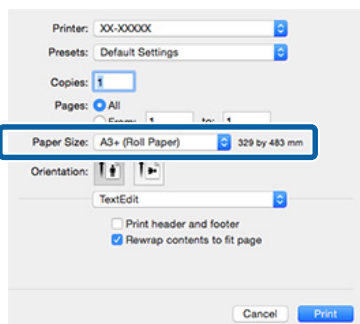 Printer: XX-XXXXX
Presets: Default Settings
Copies: 1
Pages: All
From: 1 to: 1
Paper Size: A3+ (Roll Paper) 329 by 483 mm
Orientation:
TextEdit
Print header and footer
Rewrap contents to fit page
Cancel Print